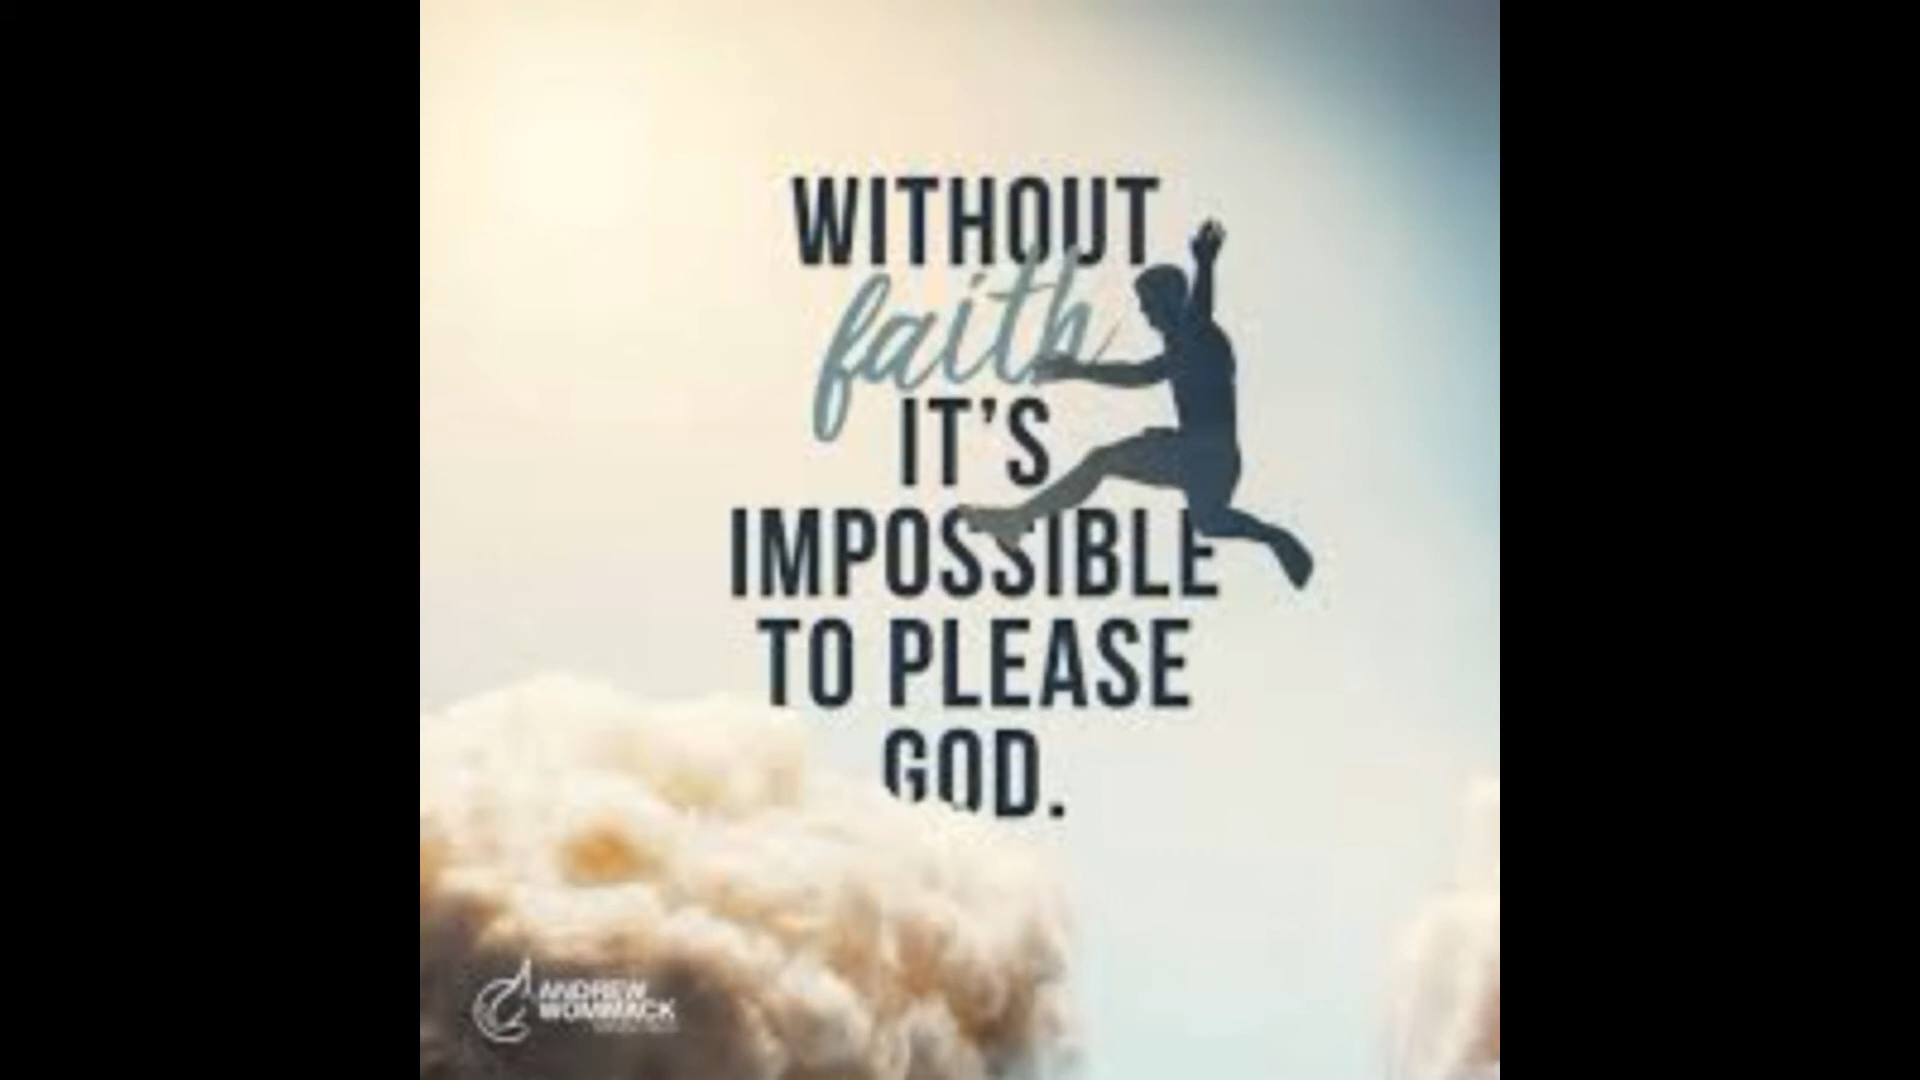 WITHOUT
faith
IT'S
IMPOSSIBLE
TO PLEASE
GOD.
ANDREW
WOMMACK